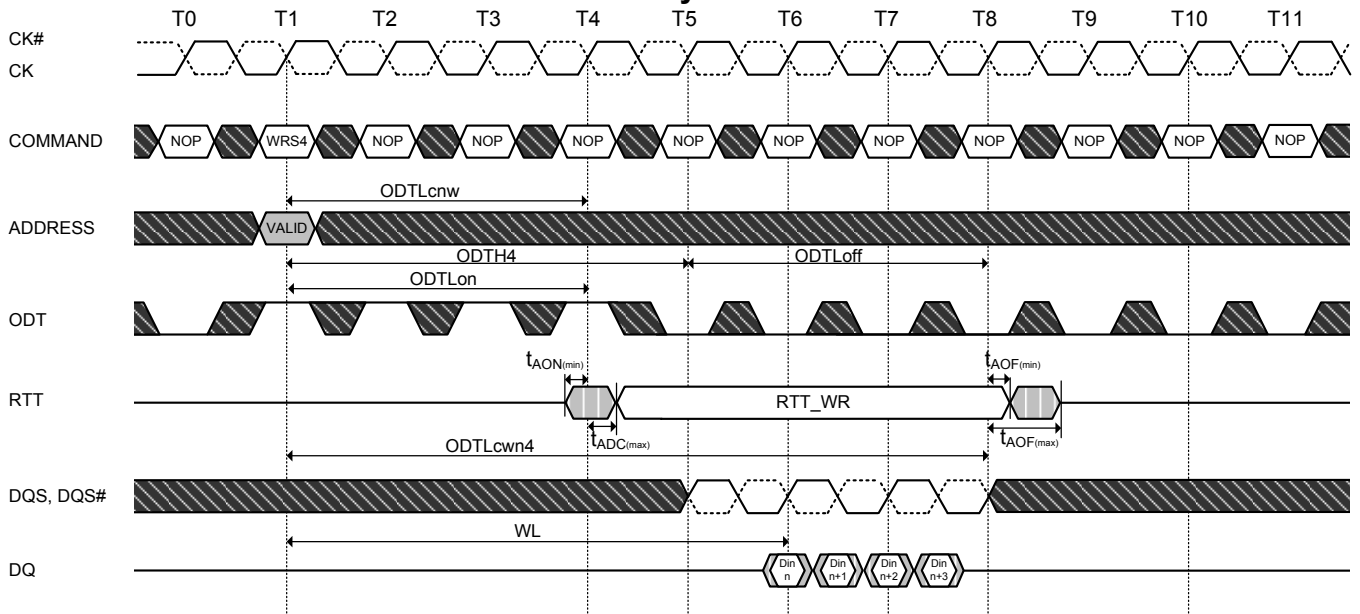 T0 T1 T2 T3 T4 T5 T6 T7 T8 T9 T10 T11
CK#
CK
COMMAND NOP WRS4 NOP NOP NOP NOP NOP NOP NOP NOP NOP NOP
ODTLcnw
ADDRESS VALID
ODTH4 ODTLoff
ODTLon
ODT
tAON(min) tAOF(min)
RTT RTT_WR
tADC(max) tAOF(max)
ODTLcwn4
DQS, DQS#
WL
DQ Din n Din n+1 Din n+2 Din n+3